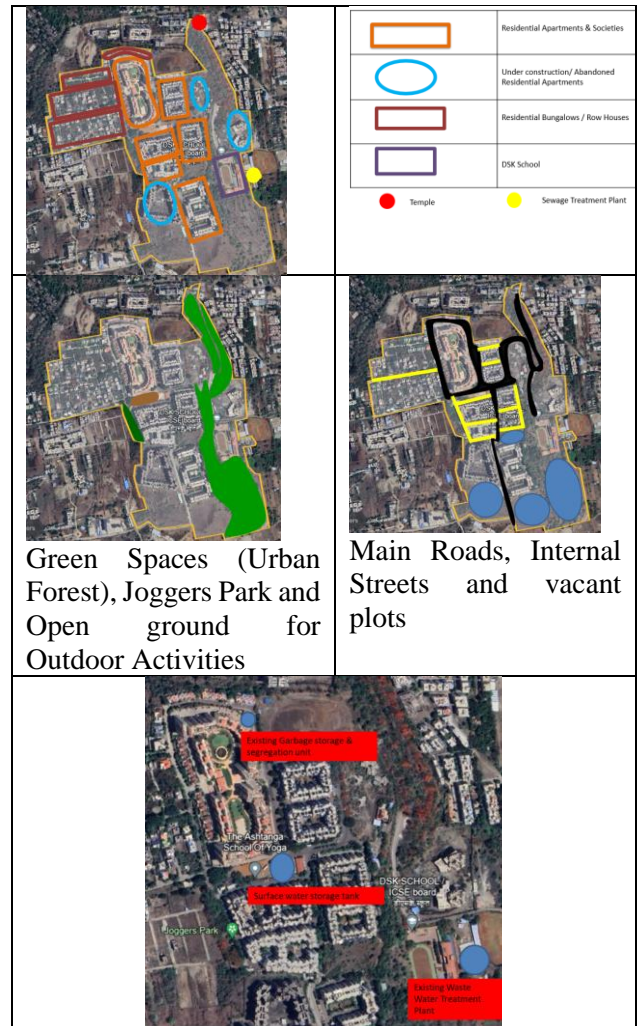 Residential Apartments & Societies
Under construction/ Abandoned
Residential Apartments
Residential Bungalows / Row Houses
DSK School
Temple
Sewage Treatment Plant
ICSE board
Green Spaces (Urban
Forest), Joggers Park and
Open ground for
Outdoor Activities
Main Roads, Internal
Streets and vacant
plots
Existing Garbage storage &
segregation unit
The Ashtanga
School Of Yoga
Surface water storage tank
DSK SCHOOL /
ICSE board
Joggers Park
Existing Waste
Water Treatment
Plant